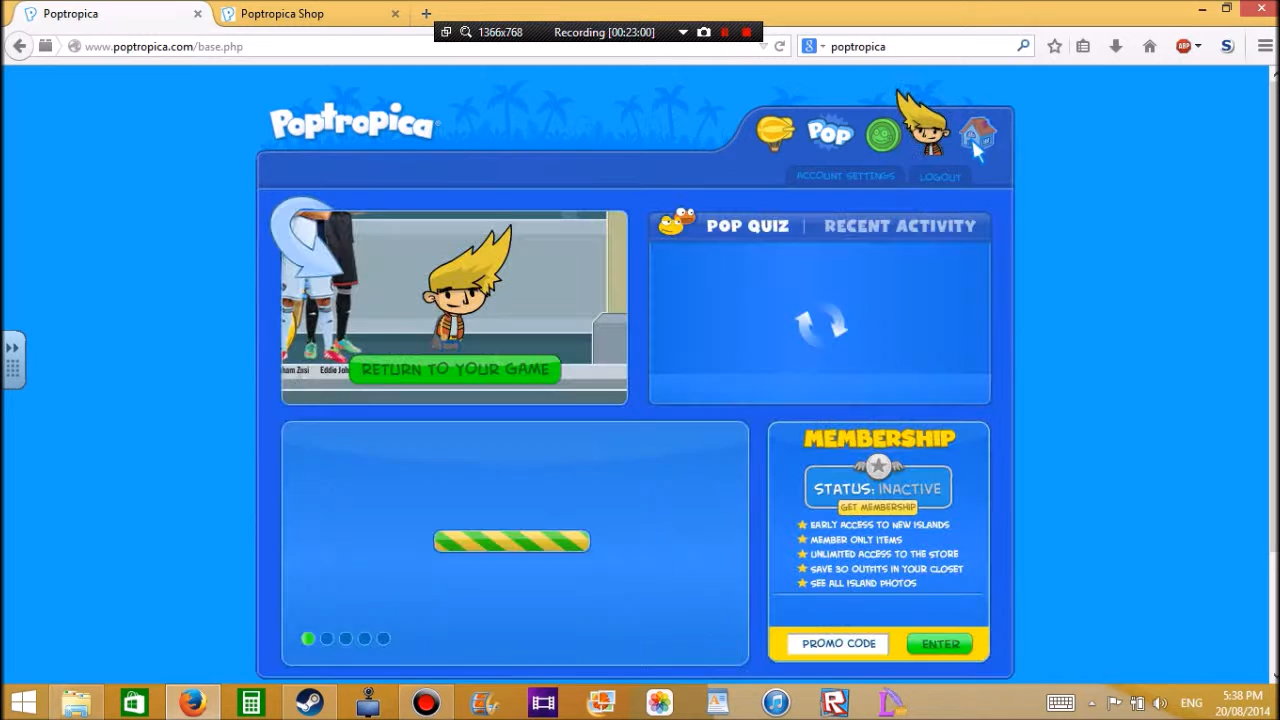 Poptropica
Poptropica Shop
1366x768
Recording [00:23:00]
www.poptropica.com/base.php
poptropica
ABP
Poptropica
POP
ACCOUNT SETTINGS
LOGOUT
POP QUIZ | RECENT ACTIVITY
ham Zusi Eddie Joh
RETURN TO YOUR GAME
MEMBERSHIP
STATUS: INACTIVE
GET MEMBERSHIP
EARLY ACCESS TO NEW ISLANDS
MEMBER ONLY ITEMS
UNLIMITED ACCESS TO THE STORE
SAVE 30 OUTFITS IN YOUR CLOSET
SEE ALL ISLAND PHOTOS
PROMO CODE
ENTER
ENG
5:38 PM
20/08/2014